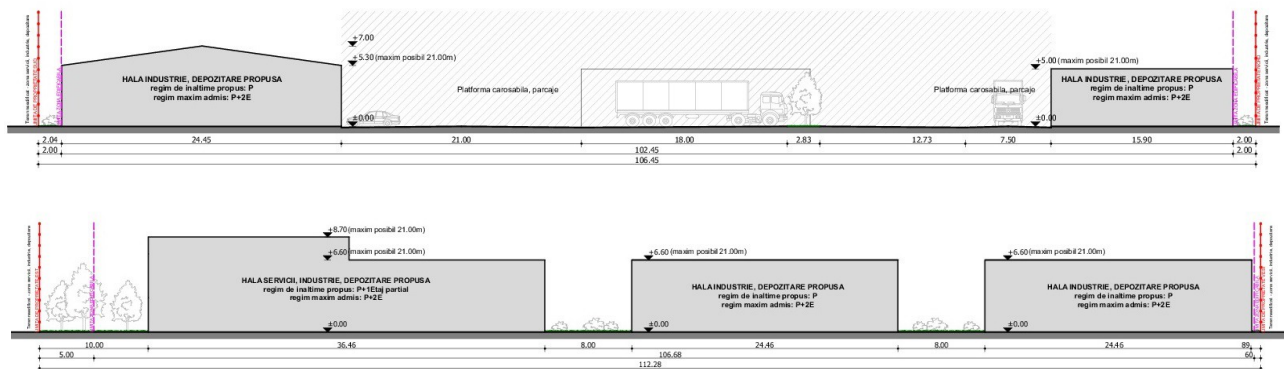 +7.00
+5.30 (maxim posibil 21.00m)
HALA INDUSTRIE, DEPOZITARE PROPUSA
regim de inaltime propus: P
regim maxim admis: P+2E
Platforma carosabila, parcaje
Platforma carosabila, parcaje
+5.00 (maxim posibil 21.00m)
HALA INDUSTRIE, DEPOZITARE PROPUSA
regim de inaltime propus: P
regim maxim admis: P+2E
±0.00
±0.00
2.04 24.45 21.00 18.00 2.83 12.73 7.50 15.90 2.00
2.00 102.45 2.00
106.45
+8.70 (maxim posibil 21.00m)
+6.60 (maxim posibil 21.00m)
+6.60 (maxim posibil 21.00m)
+6.60 (maxim posibil 21.00m)
HALA SERVICII, INDUSTRIE, DEPOZITARE PROPUSA
regim de inaltime propus: P+1Etaj partial
regim maxim admis: P+2E
HALA INDUSTRIE, DEPOZITARE PROPUSA
regim de inaltime propus: P
regim maxim admis: P+2E
HALA INDUSTRIE, DEPOZITARE PROPUSA
regim de inaltime propus: P
regim maxim admis: P+2E
±0.00
±0.00
±0.00
10.00 36.46 8.00 24.46 8.00 24.46 89
5.00 106.68 60
112.28